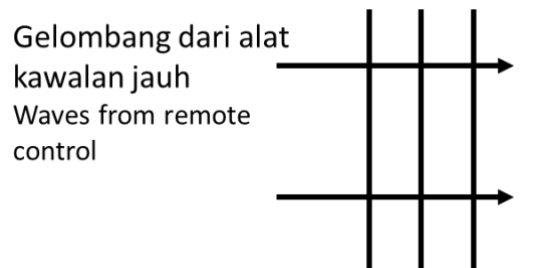 Gelombang dari alat
kawalan jauh
Waves from remote
control